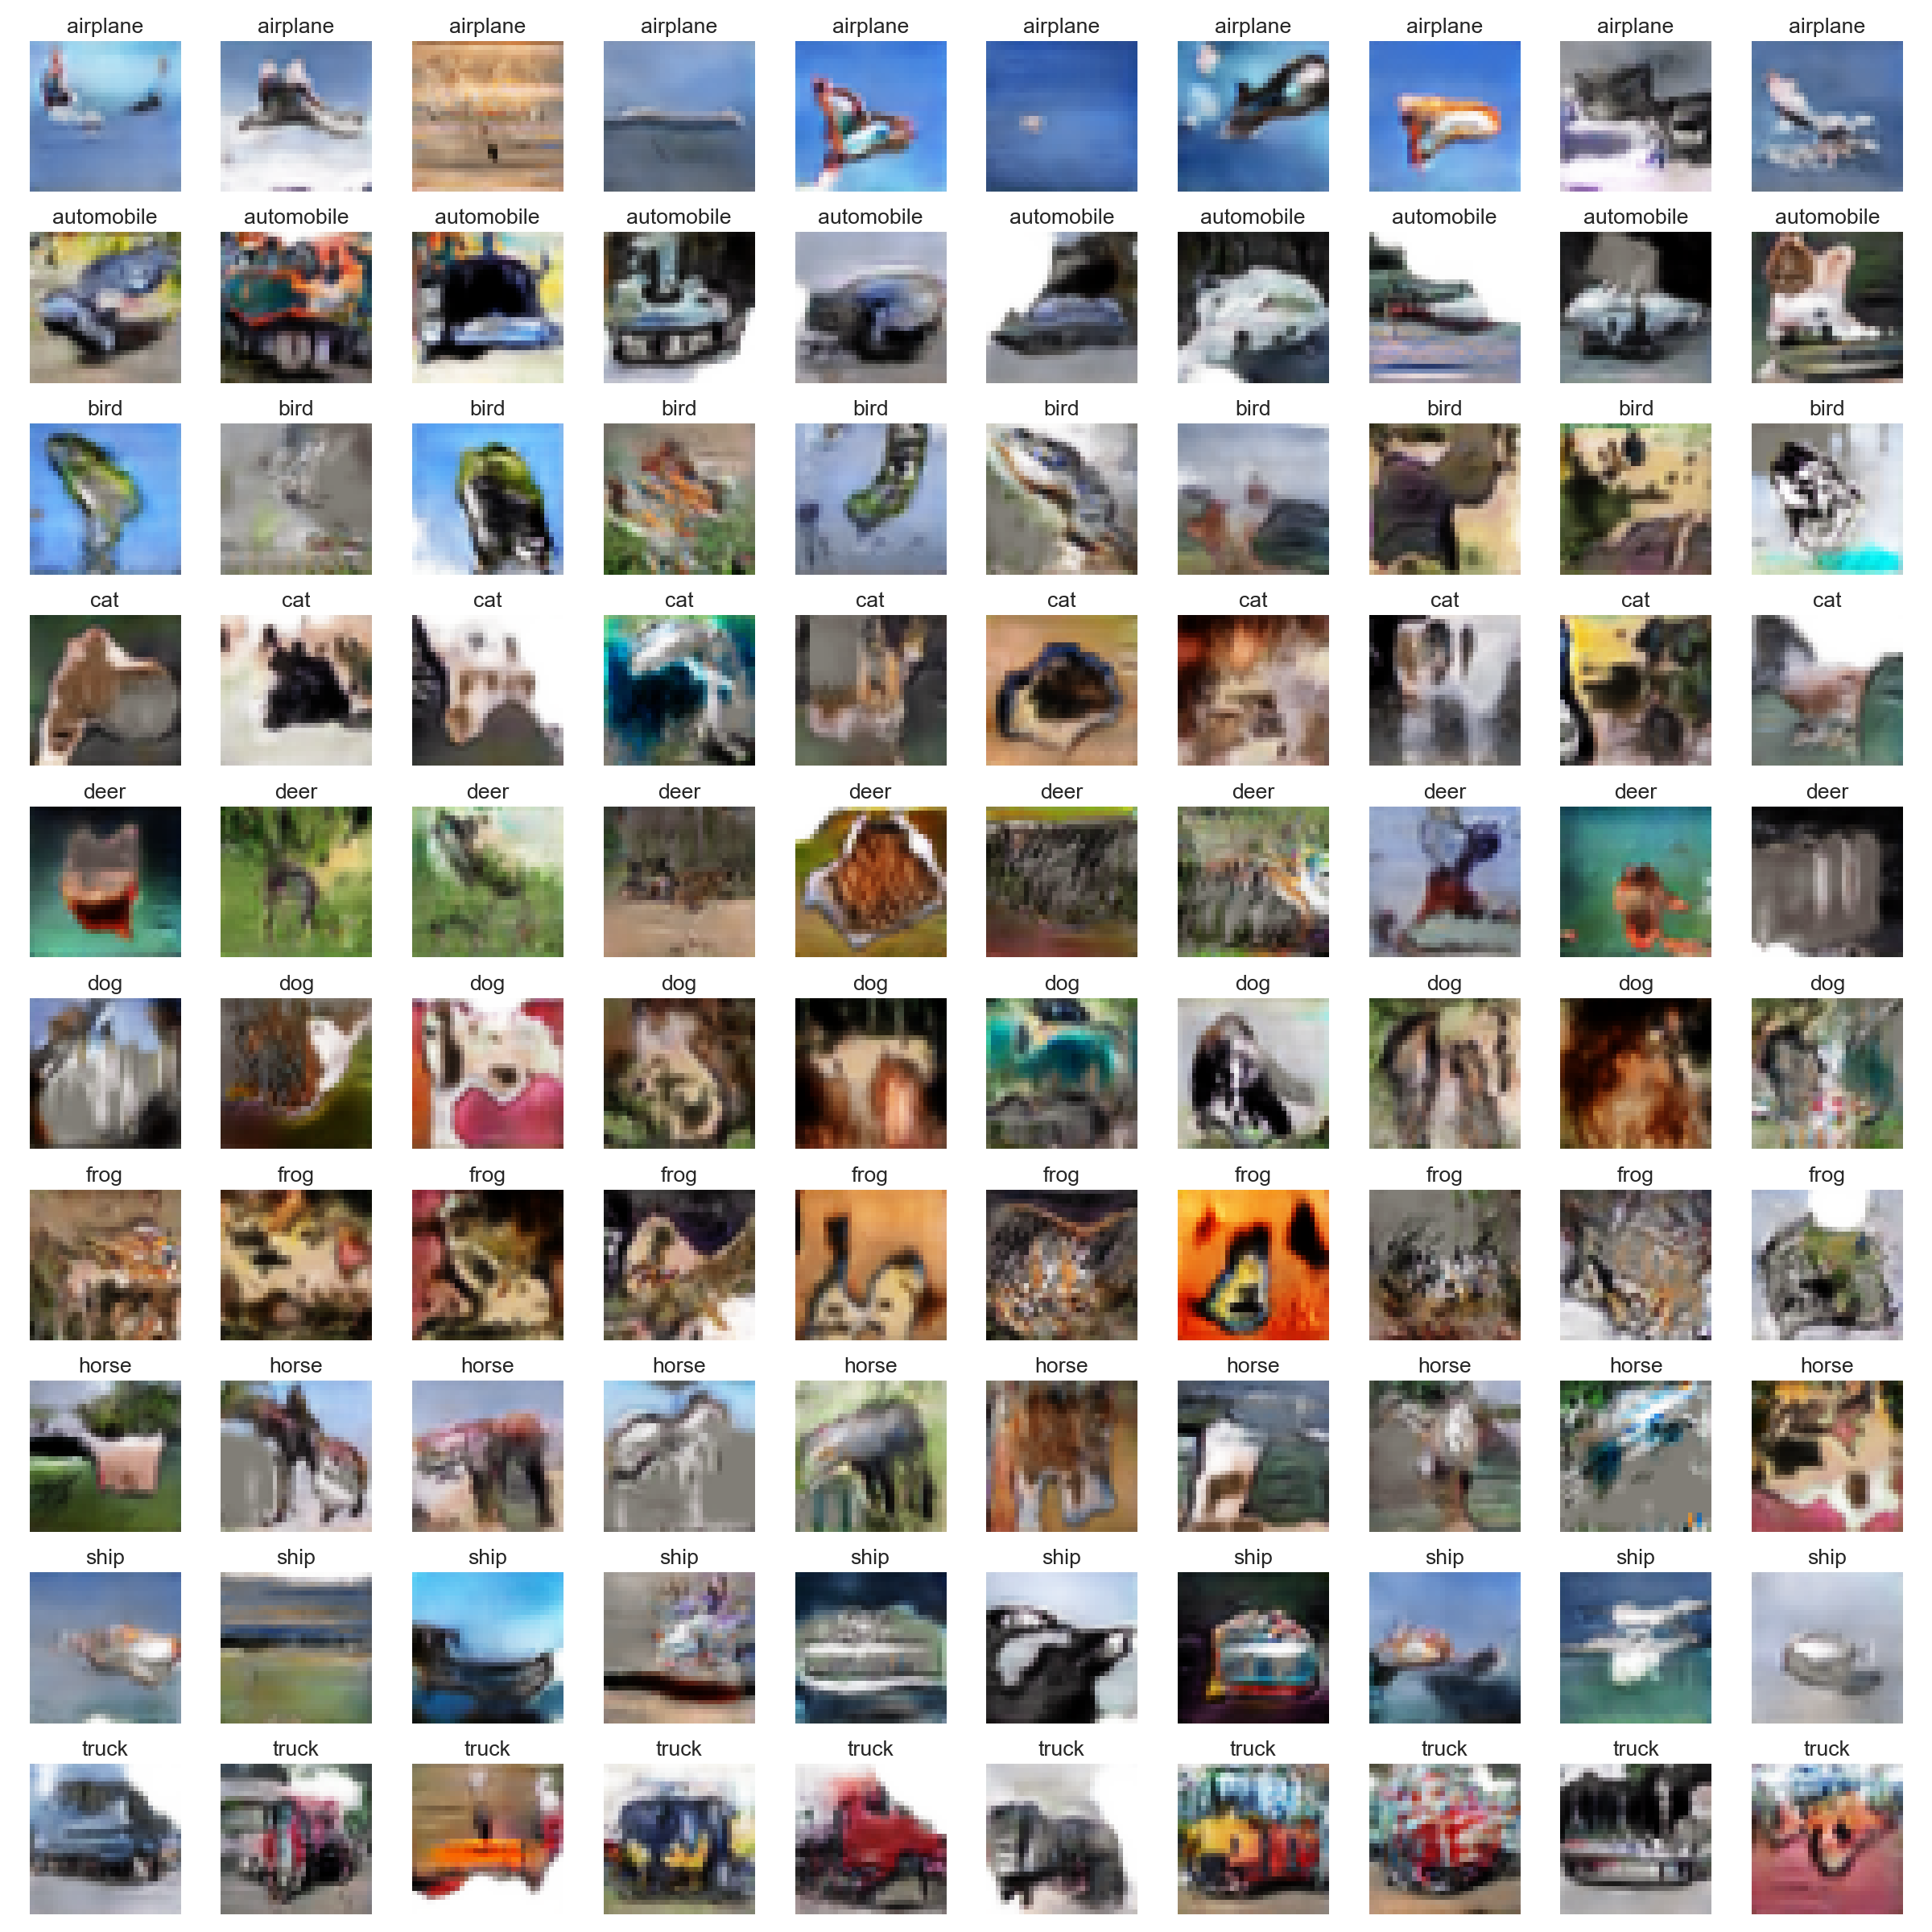 airplane airplane airplane airplane airplane airplane airplane airplane airplane airplane
automobile automobile automobile automobile automobile automobile automobile automobile automobile automobile
bird bird bird bird bird bird bird bird bird bird
cat cat cat cat cat cat cat cat cat cat
deer deer deer deer deer deer deer deer deer deer
dog dog dog dog dog dog dog dog dog dog
frog frog frog frog frog frog frog frog frog frog
horse horse horse horse horse horse horse horse horse horse
ship ship ship ship ship ship ship ship ship ship
truck truck truck truck truck truck truck truck truck truck